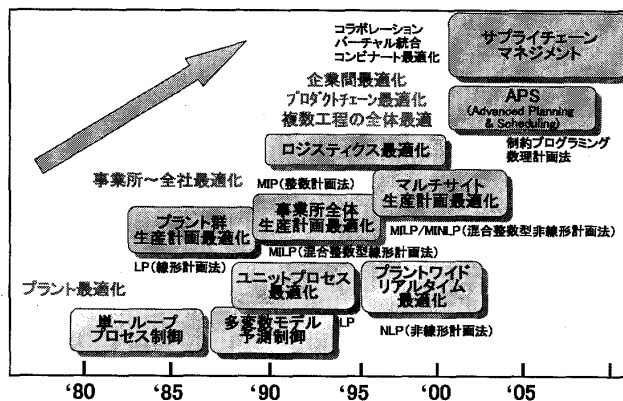 コラボレーション
バーチャル統合
コンビナート最適化
サプライチェーン
マネジメント
企業間最適化
プロダクトチェーン最適化
複数工程の全体最適
APS
(Advanced Planning
& Scheduling)
制約プログラミング
数理計画法
ロジスティクス最適化
事業所~全社最適化
MIP(整数計画法)
マルチサイト
生産計画最適化
プラント群
生産計画最適化
事業所全体
生産計画最適化
MILP/MINLP(混合整数型非線形計画法)
LP(線形計画法)
MILP(混合整数型線形計画法)
プラント最適化
ユニットプロセス
最適化
プラントワイド
リアルタイム
最適化
単一ループ
プロセス制御
多変数モデル
予測制御
LP
NLP(非線形計画法)
'80
'85
'90
'95
'00
'05